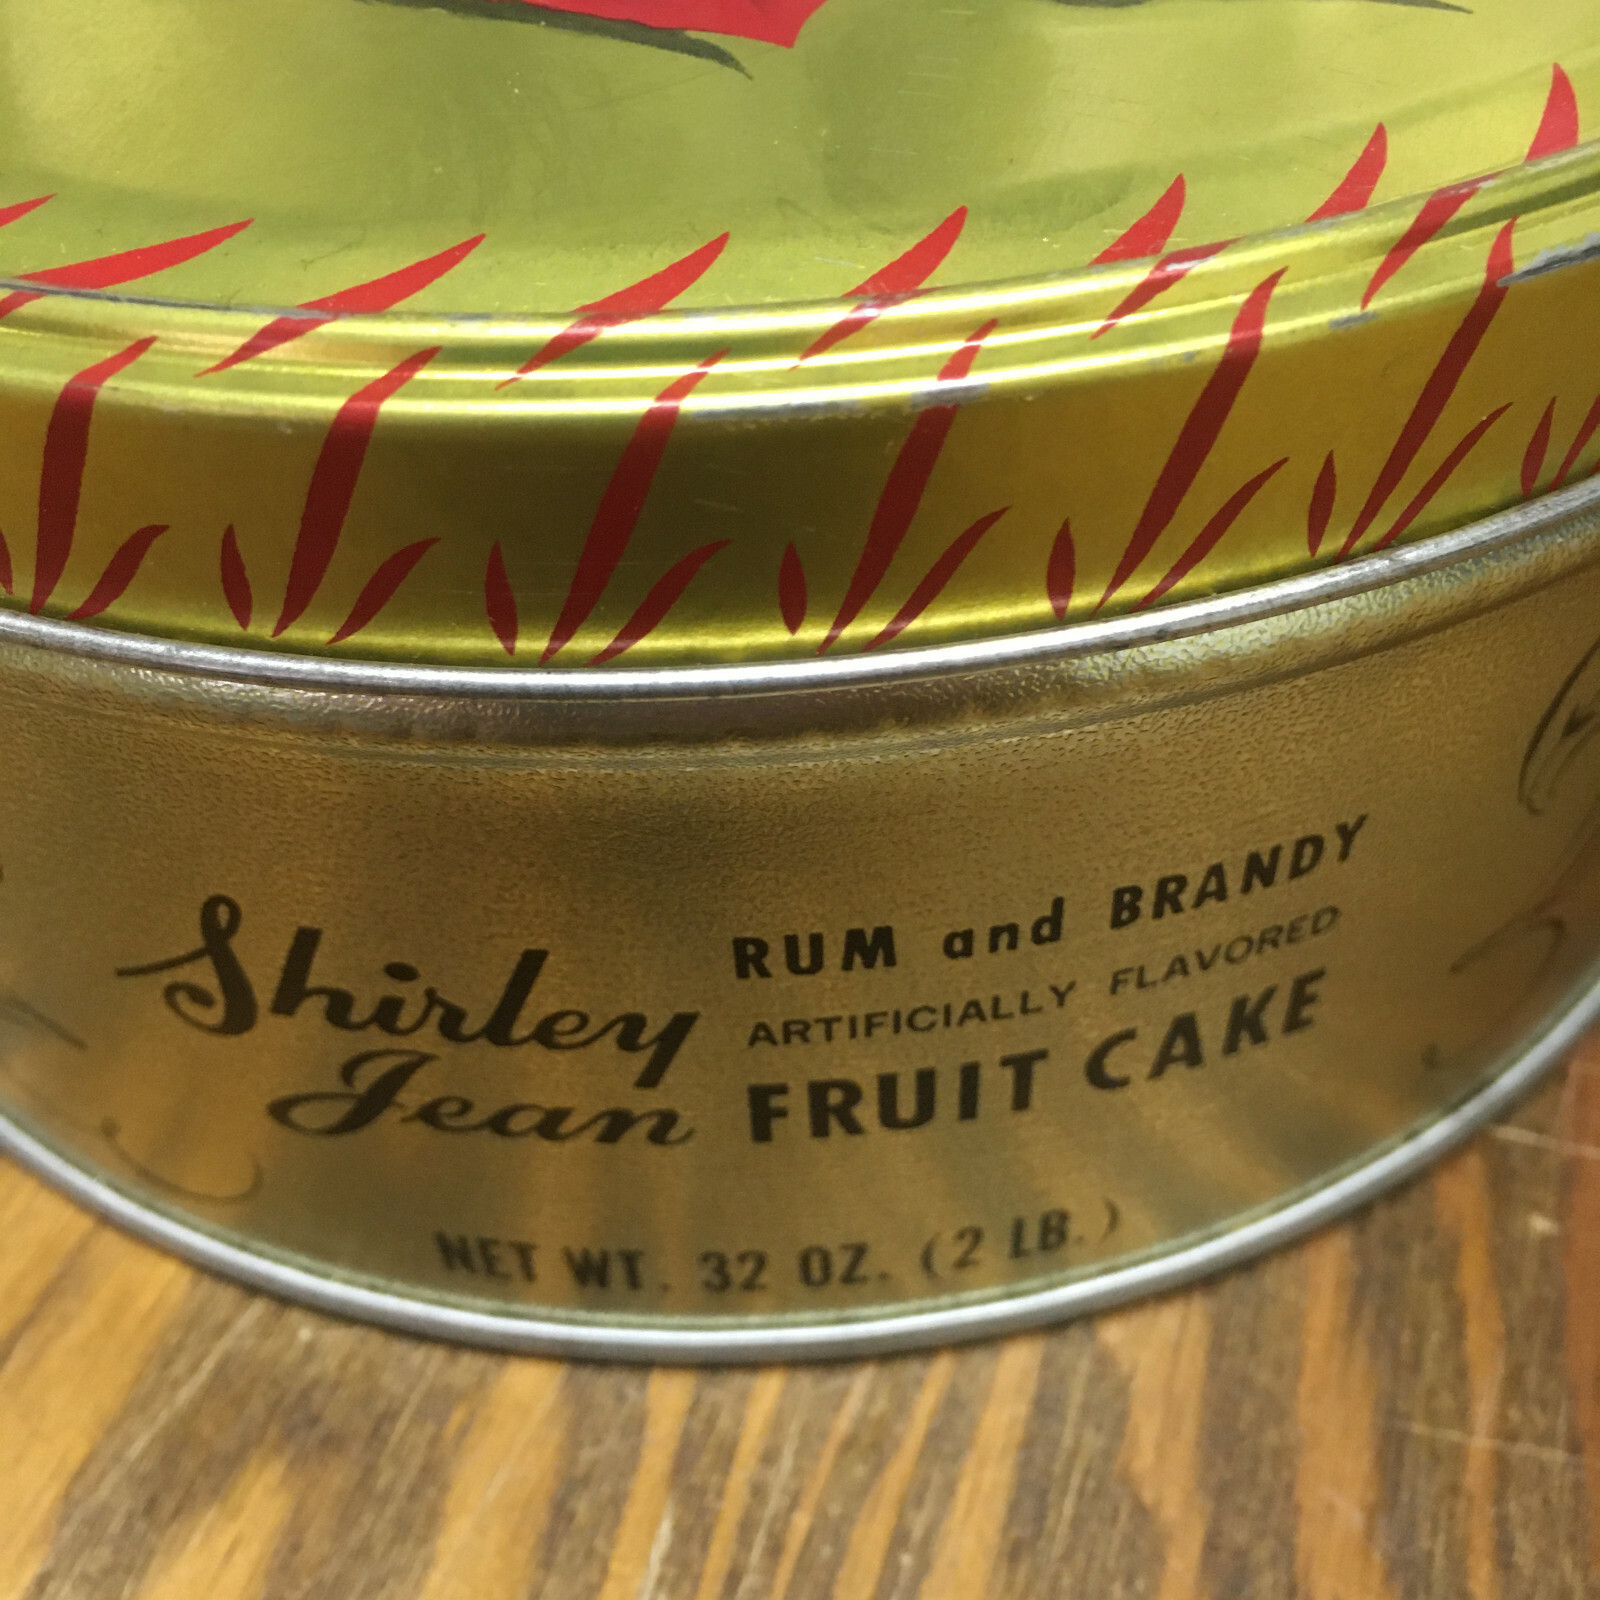 Shirley
Jean
RUM and BRANDY
ARTIFICIALLY FLAVORED
FRUIT CAKE
NET WT. 32 OZ. (2 LB.)